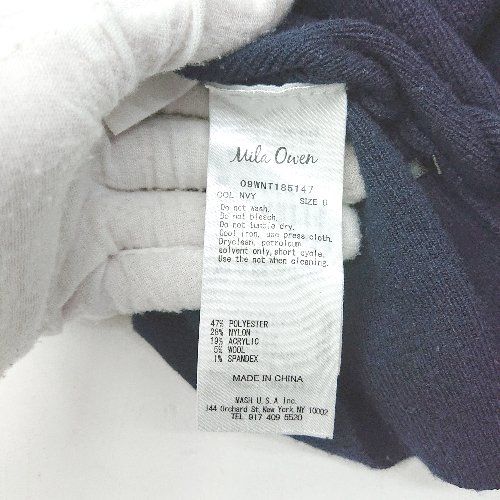 Mila Owen
09WNT185147
COL NVY SIZE 0
Do not wash.
Do not bleach.
Do not tumble dry.
Cool iron, use press cloth.
Dryclean, petroleum
solvent only, short cycle.
Use the net when cleaning.
47% POLYESTER
28% NYLON
19% ACRYLIC
5% WOOL
1% SPANDEX
MADE IN CHINA
MASH U.S.A Inc.
144 Orchard St, New York, NY 10002
TEL 917 409 5520